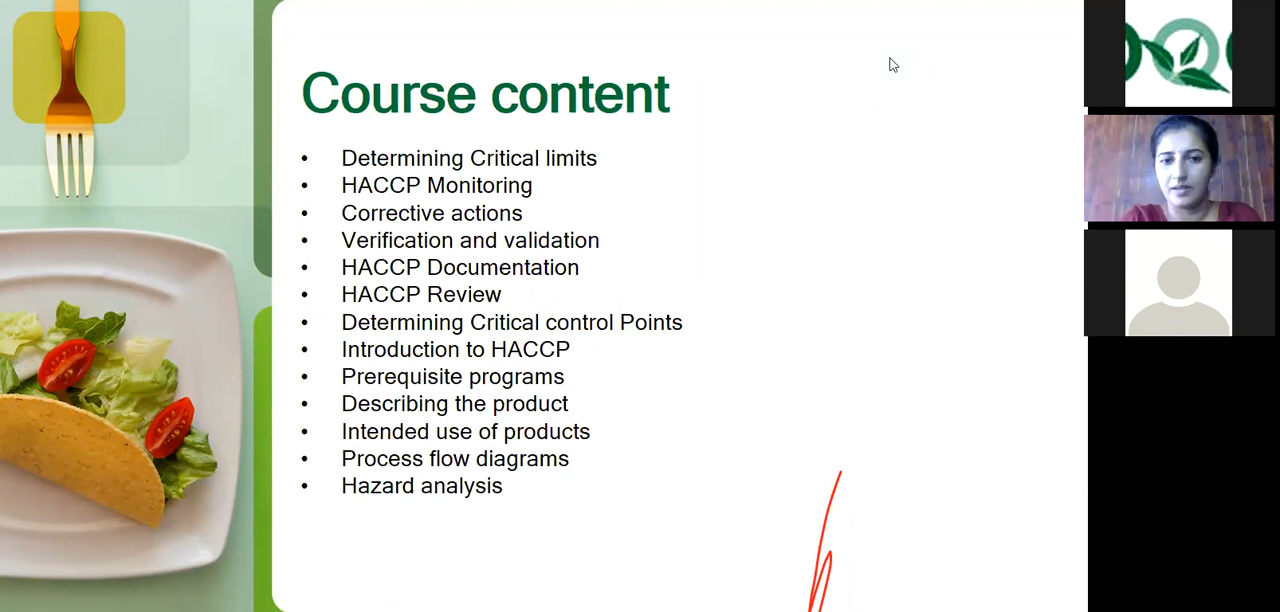 Course content
• Determining Critical limits
• HACCP Monitoring
• Corrective actions
• Verification and validation
• HACCP Documentation
• HACCP Review
• Determining Critical control Points
• Introduction to HACCP
• Prerequisite programs
• Describing the product
• Intended use of products
• Process flow diagrams
• Hazard analysis